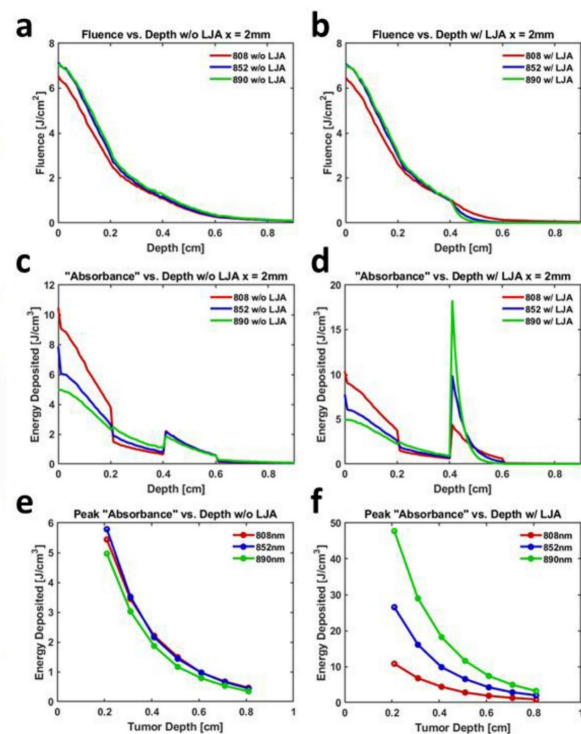 a
Fluence vs. Depth w/o LJA x = 2mm
808 w/o LJA
852 w/o LJA
890 w/o LJA
8
6
4
2
0
Fluence [J/cm²]
0 0.2 0.4 0.6 0.8
Depth [cm]
b
Fluence vs. Depth w/ LJA x = 2mm
808 w/ LJA
852 w/ LJA
890 w/ LJA
8
6
4
2
0
Fluence [J/cm²]
0 0.2 0.4 0.6 0.8
Depth [cm]
c
"Absorbance" vs. Depth w/o LJA x = 2mm
808 w/o LJA
852 w/o LJA
890 w/o LJA
12
10
8
6
4
2
0
Energy Deposited [J/cm³]
0 0.2 0.4 0.6 0.8
Depth [cm]
d
"Absorbance" vs. Depth w/ LJA x = 2mm
808 w/ LJA
852 w/ LJA
890 w/ LJA
20
15
10
5
0
Energy Deposited [J/cm³]
0 0.2 0.4 0.6 0.8
Depth [cm]
e
Peak "Absorbance" vs. Depth w/o LJA
808nm
852nm
890nm
6
5
4
3
2
1
0
Energy Deposited [J/cm³]
0 0.2 0.4 0.6 0.8 1
Tumor Depth [cm]
f
Peak "Absorbance" vs. Depth w/ LJA
808nm
852nm
890nm
50
40
30
20
10
0
Energy Deposited [J/cm³]
0 0.2 0.4 0.6 0.8 1
Tumor Depth [cm]